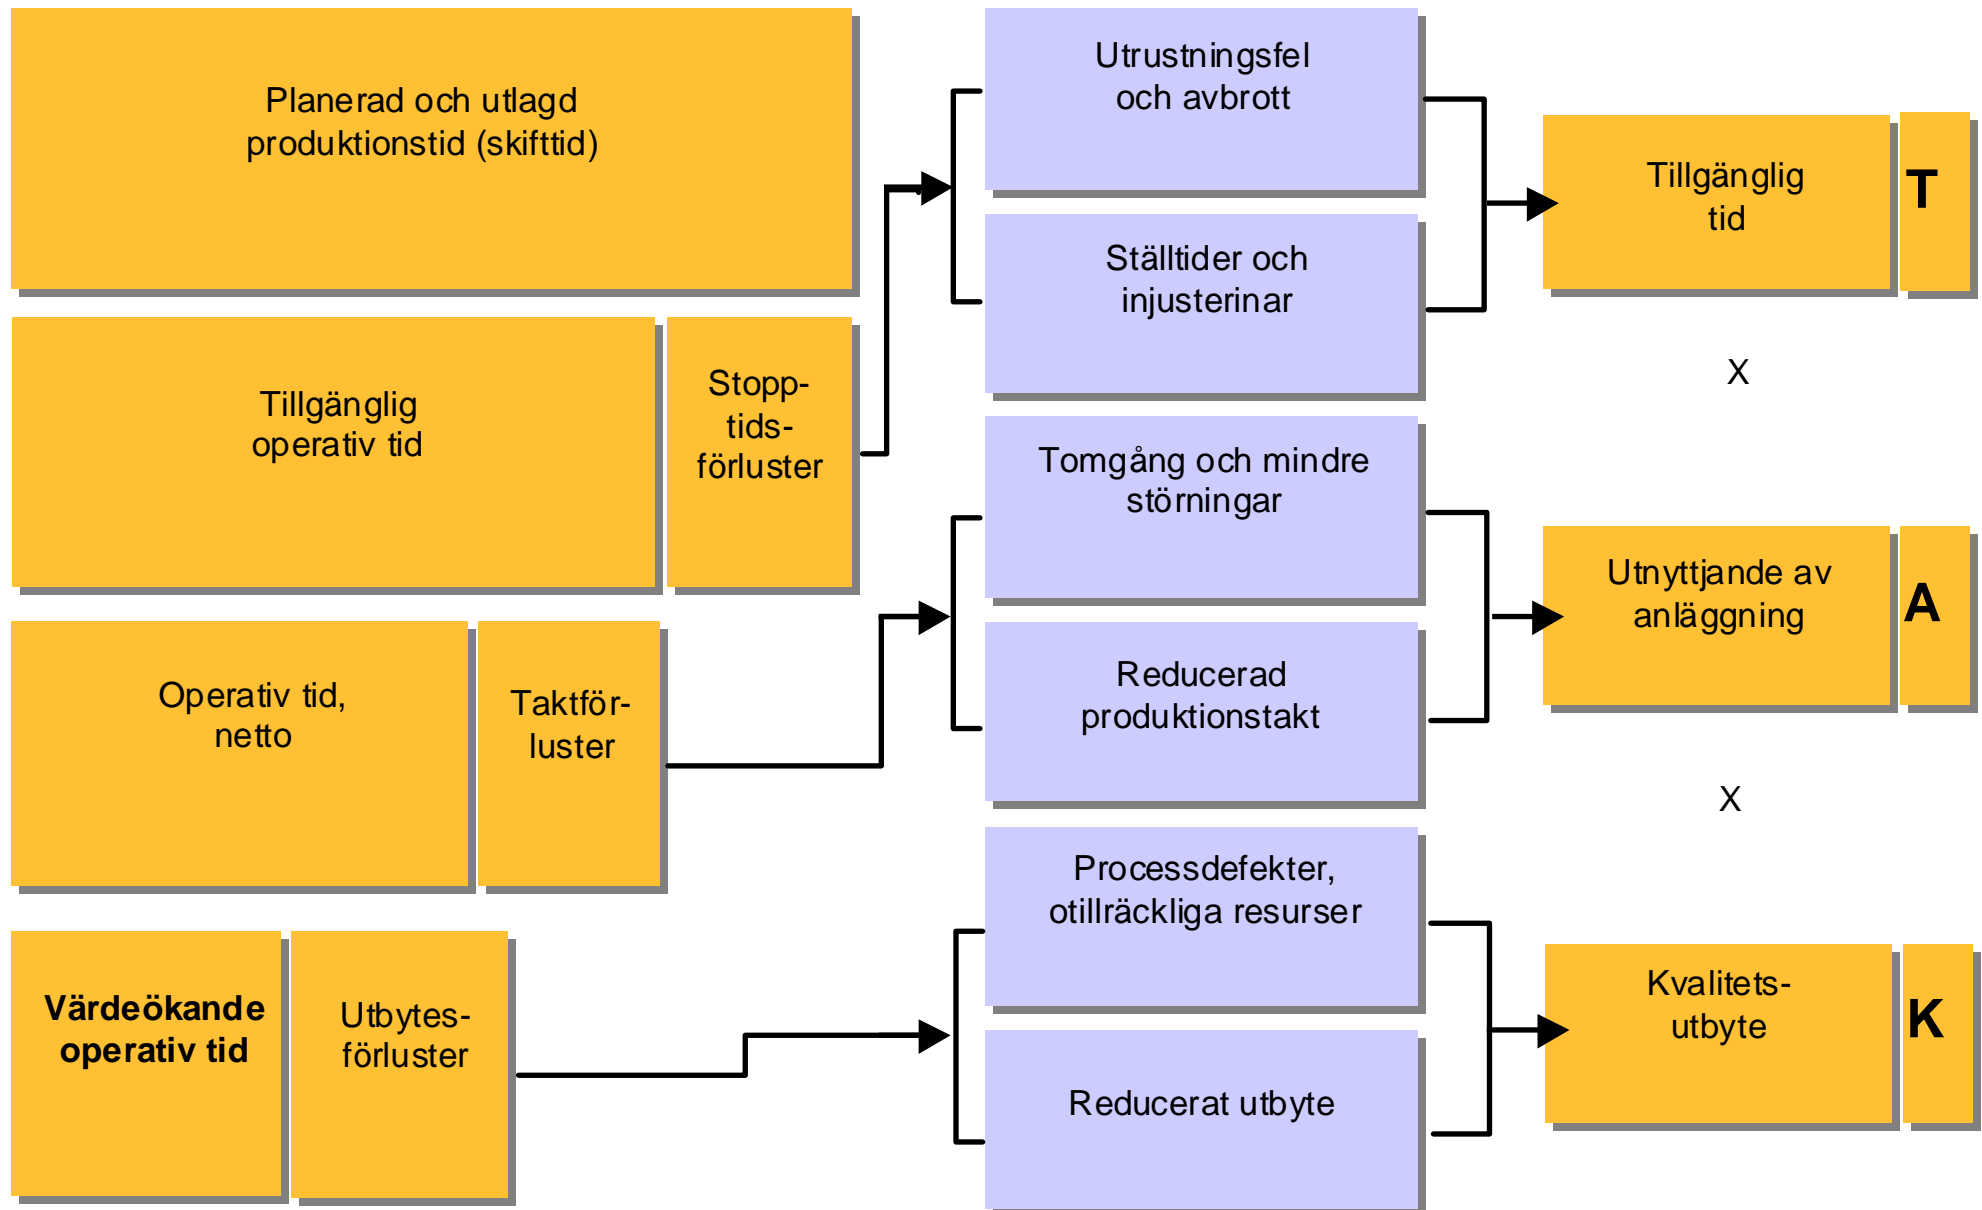 Planerad och utlagd
produktionstid (skifttid)
Tillgänglig
operativ tid
Stopp-
tids-
förluster
Operativ tid,
netto
Taktför-
luster
Värdeökande
operativ tid
Utbytes-
förluster
Utrustningsfel
och avbrott
Ställtider och
injusterinar
Tomgång och mindre
störningar
Reducerad
produktionstakt
Processdefekter,
otillräckliga resurser
Reducerat utbyte
Tillgänglig
tid
T
X
Utnyttjande av
anläggning
A
X
Kvalitets-
utbyte
K